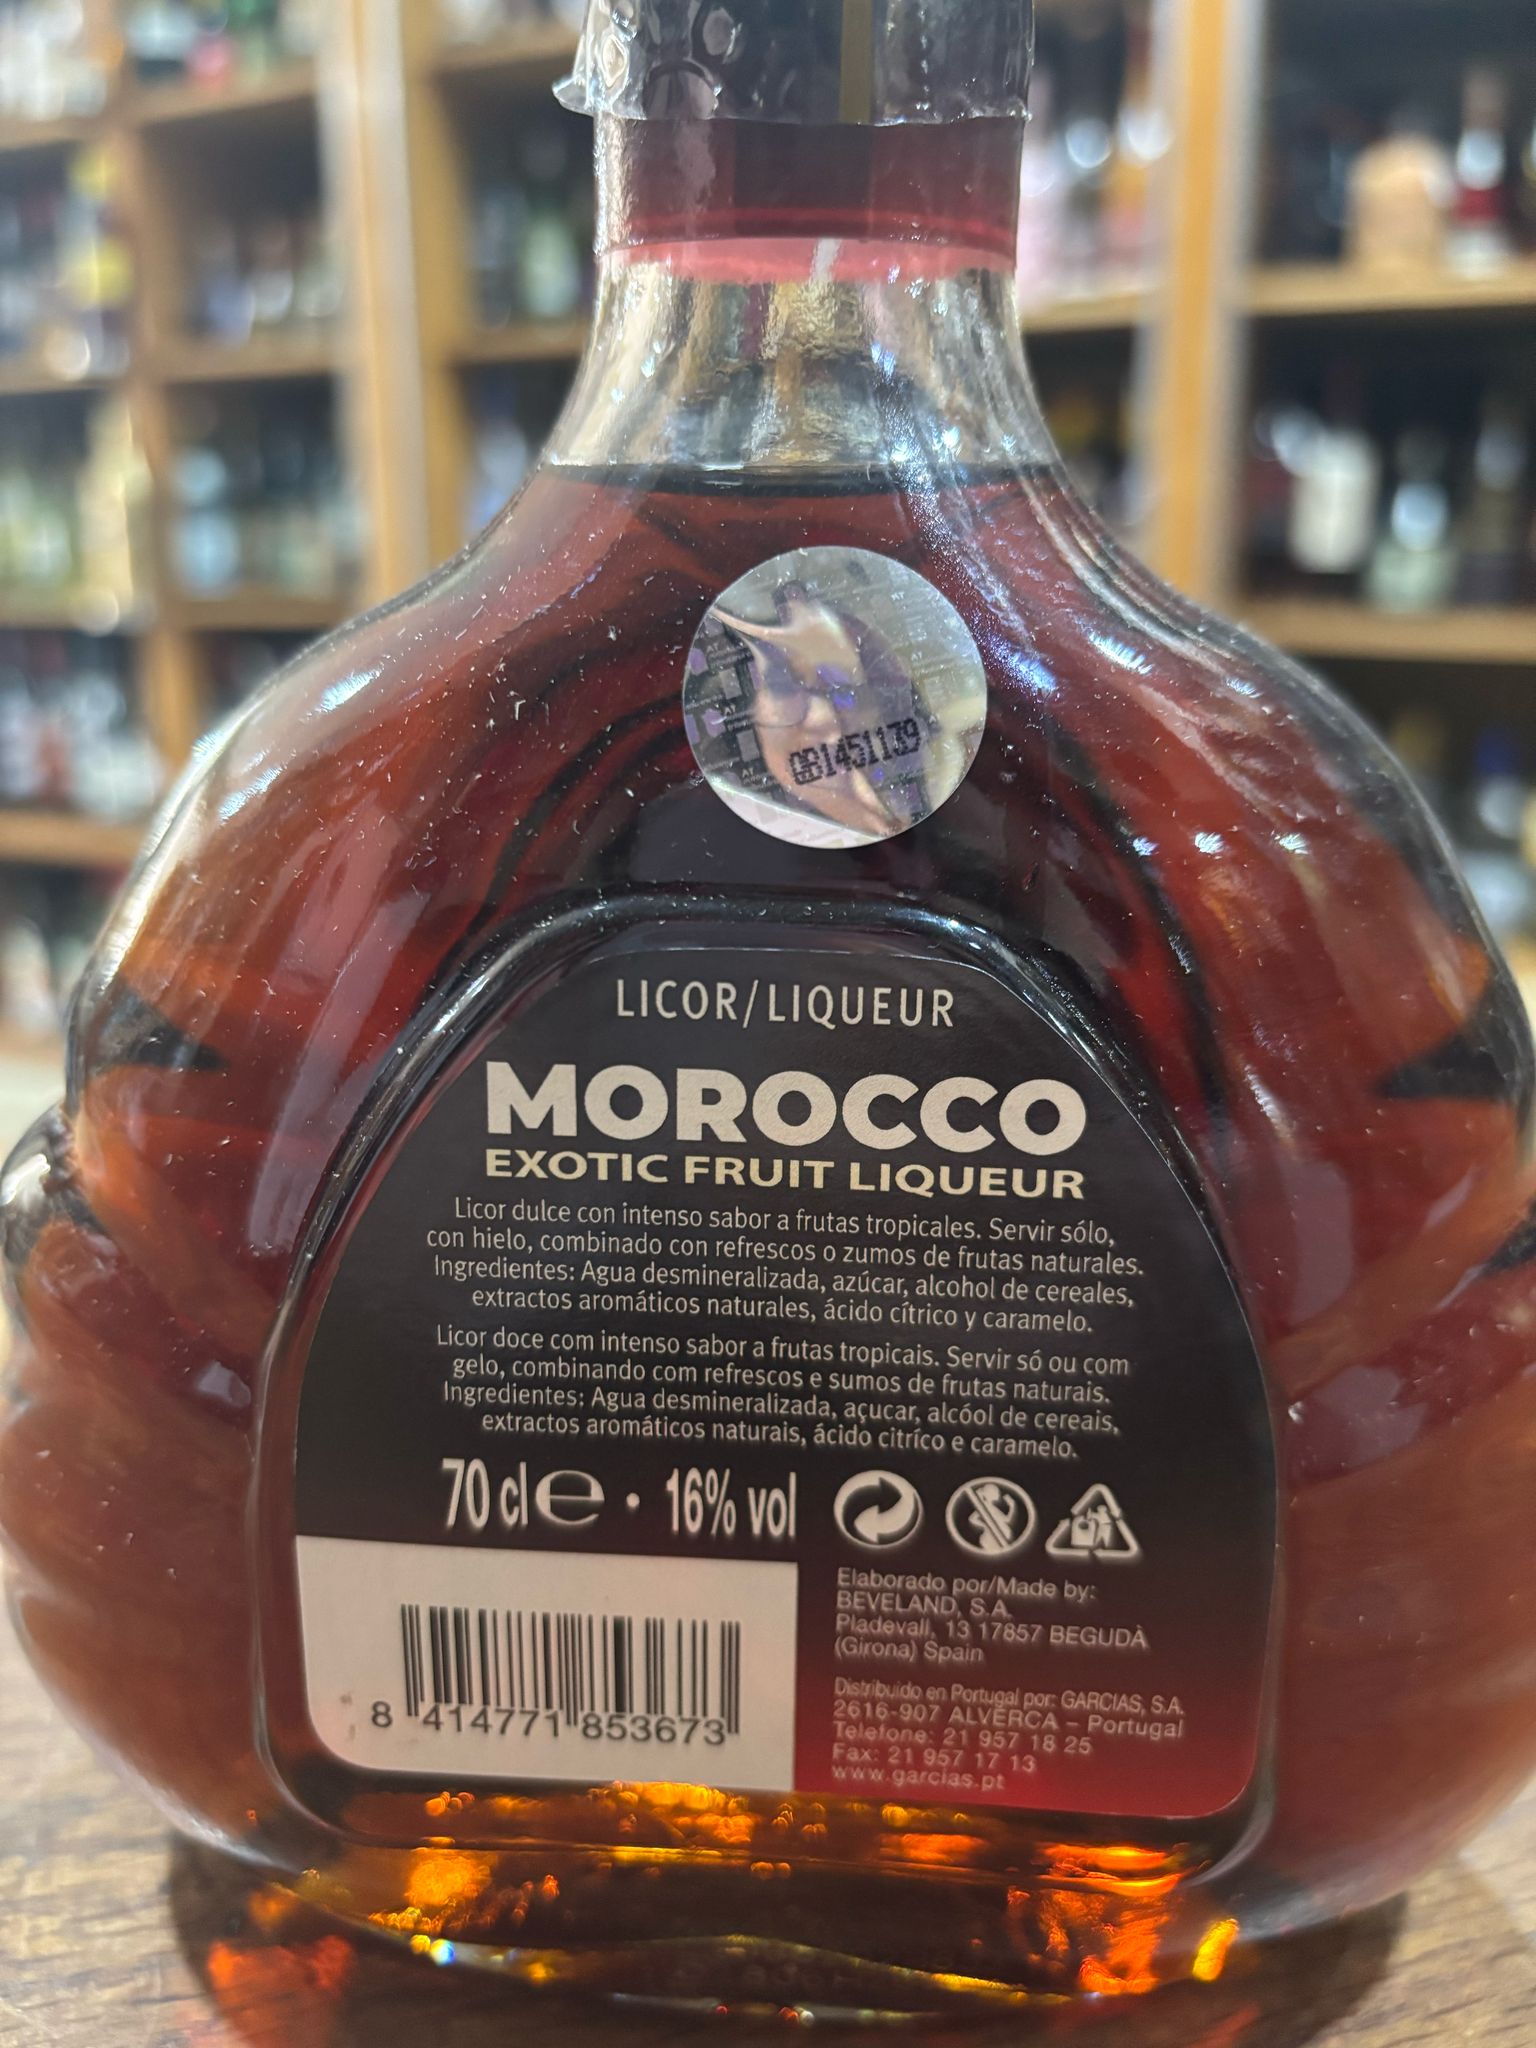 QB1451139
LICOR/LIQUEUR
MOROCCO
EXOTIC FRUIT LIQUEUR
Licor dulce con intenso sabor a frutas tropicales. Servir sólo,
con hielo, combinado con refrescos o zumos de frutas naturales.
Ingredientes: Agua desmineralizada, azúcar, alcohol de cereales,
extractos aromáticos naturales, ácido cítrico y caramelo.
Licor doce com intenso sabor a frutas tropicais. Servir só ou com
gelo, combinando com refrescos e sumos de frutas naturais.
Ingredientes: Agua desmineralizada, açucar, alcóol de cereais,
extractos aromáticos naturais, ácido citríco e caramelo.
70 cl e · 16% vol
Elaborado por/Made by:
BEVELAND, S.A.
Pladevall, 13 17857 BEGUDÀ
(Girona) Spain
Distribuido en Portugal por: GARCIAS, S.A.
2616-907 ALVERCA – Portugal
Telefone: 21 957 18 25
Fax: 21 957 17 13
www.garcias.pt
8 414771 853673